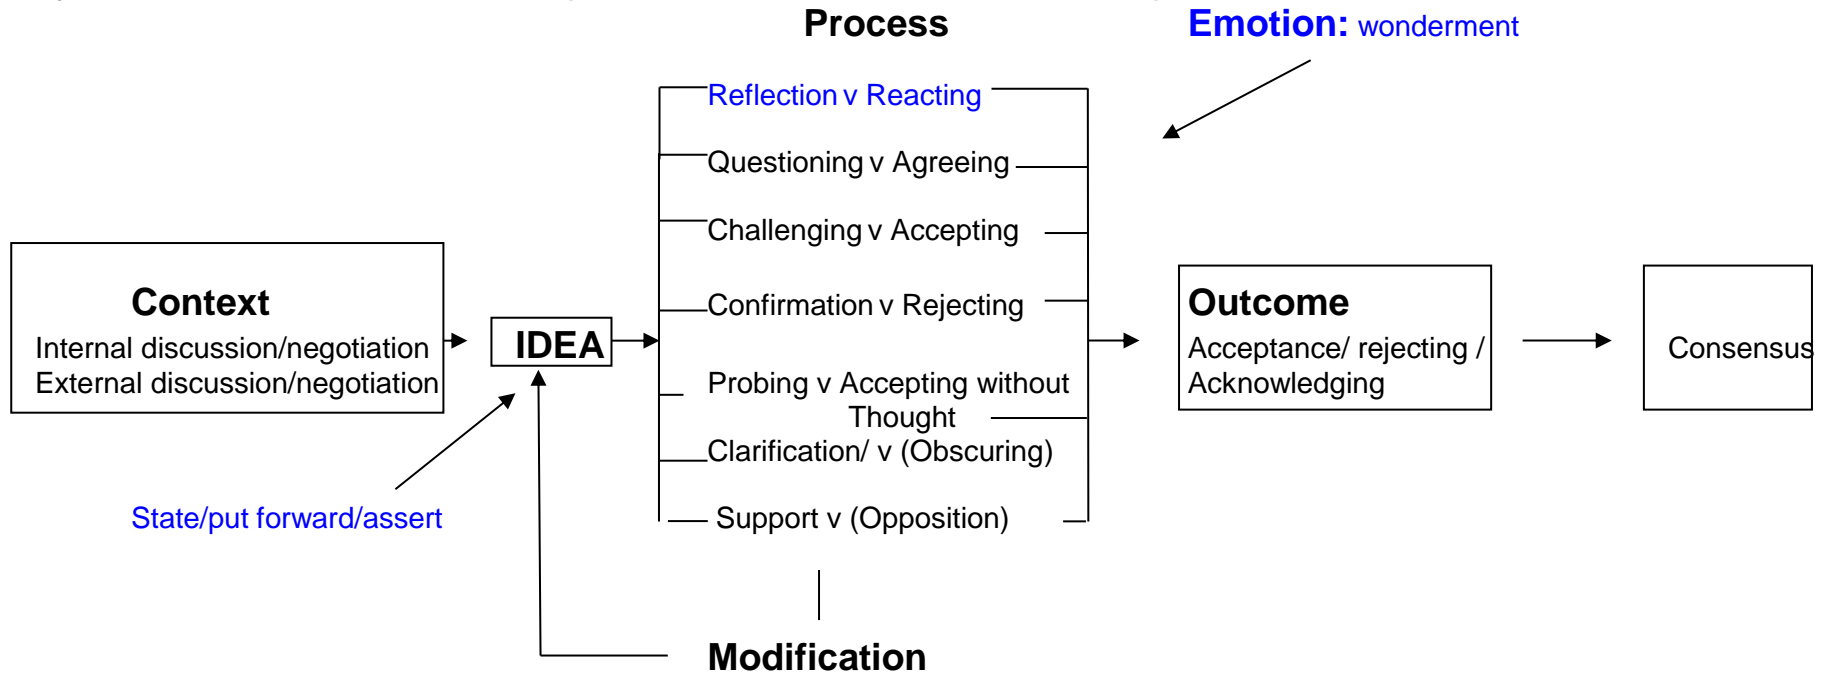 Process
Emotion: wonderment
Reflection v Reacting
Questioning v Agreeing
Challenging v Accepting
Context
Internal discussion/negotiation
External discussion/negotiation
IDEA
Confirmation v Rejecting
Probing v Accepting without
Thought
Clarification/ v (Obscuring)
Support v (Opposition)
Outcome
Acceptance/ rejecting /
Acknowledging
Consensus
State/put forward/assert
Modification